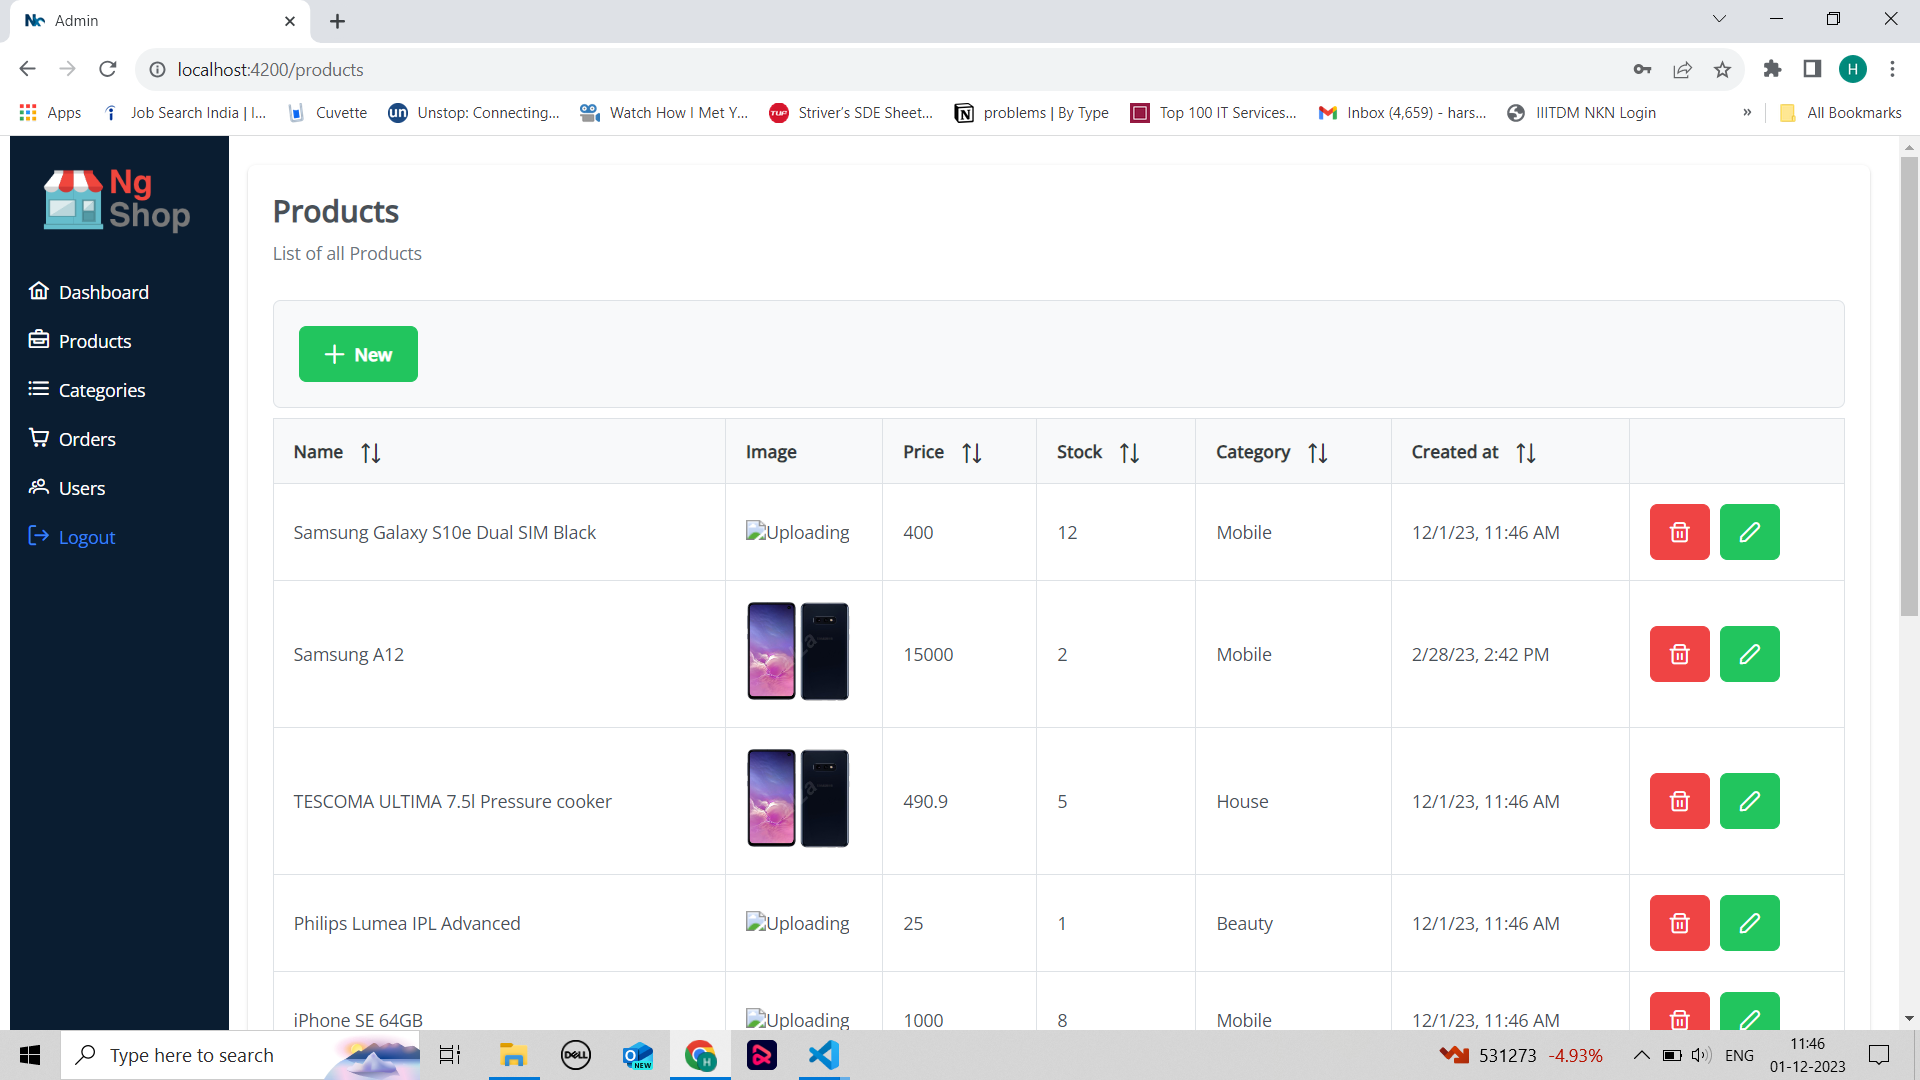 Admin
localhost:4200/products
H
Apps
Job Search India | I...
Cuvette
un
Unstop: Connecting...
Watch How I Met Y...
TUF
Striver's SDE Sheet...
problems | By Type
Top 100 IT Services...
Inbox (4,659) - hars...
IIITDM NKN Login
»
All Bookmarks
Ng
Shop
Dashboard
Products
Categories
Orders
Users
Logout
Products
List of all Products
New
Name Image Price Stock Category Created at
Samsung Galaxy S10e Dual SIM Black Uploading 400 12 Mobile 12/1/23, 11:46 AM
Samsung A12 15000 2 Mobile 2/28/23, 2:42 PM
TESCOMA ULTIMA 7.5l Pressure cooker 490.9 5 House 12/1/23, 11:46 AM
Philips Lumea IPL Advanced Uploading 25 1 Beauty 12/1/23, 11:46 AM
iPhone SE 64GB Uploading 1000 8 Mobile 12/1/23, 11:46 AM
Type here to search
DELL
NEW
H
531273 -4.93%
ENG
11:46
01-12-2023